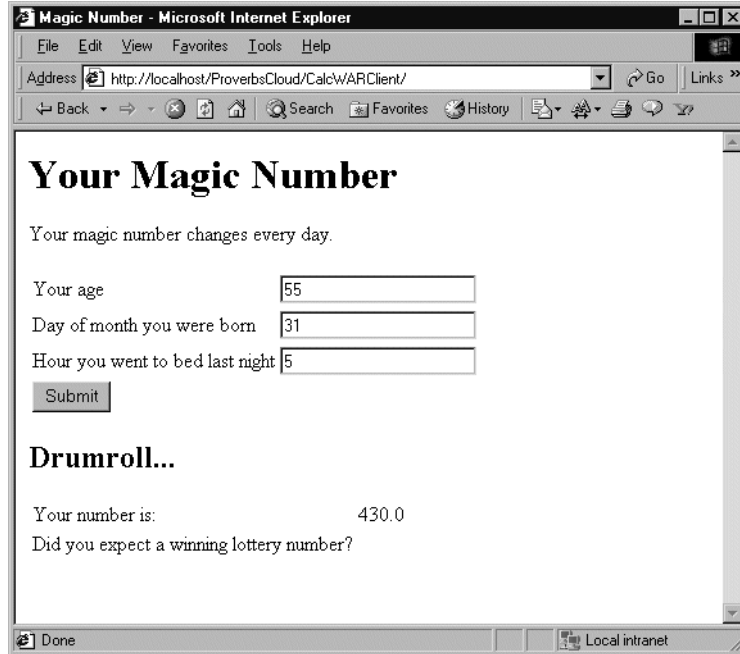 Magic Number - Microsoft Internet Explorer
File Edit View Favorites Tools Help
Address http://localhost/ProverbsCloud/CalcWARClient/ Go Links »
Back Search Favorites History
Your Magic Number
Your magic number changes every day.
Your age 55
Day of month you were born 31
Hour you went to bed last night 5
Submit
Drumroll...
Your number is: 430.0
Did you expect a winning lottery number?
Done Local intranet